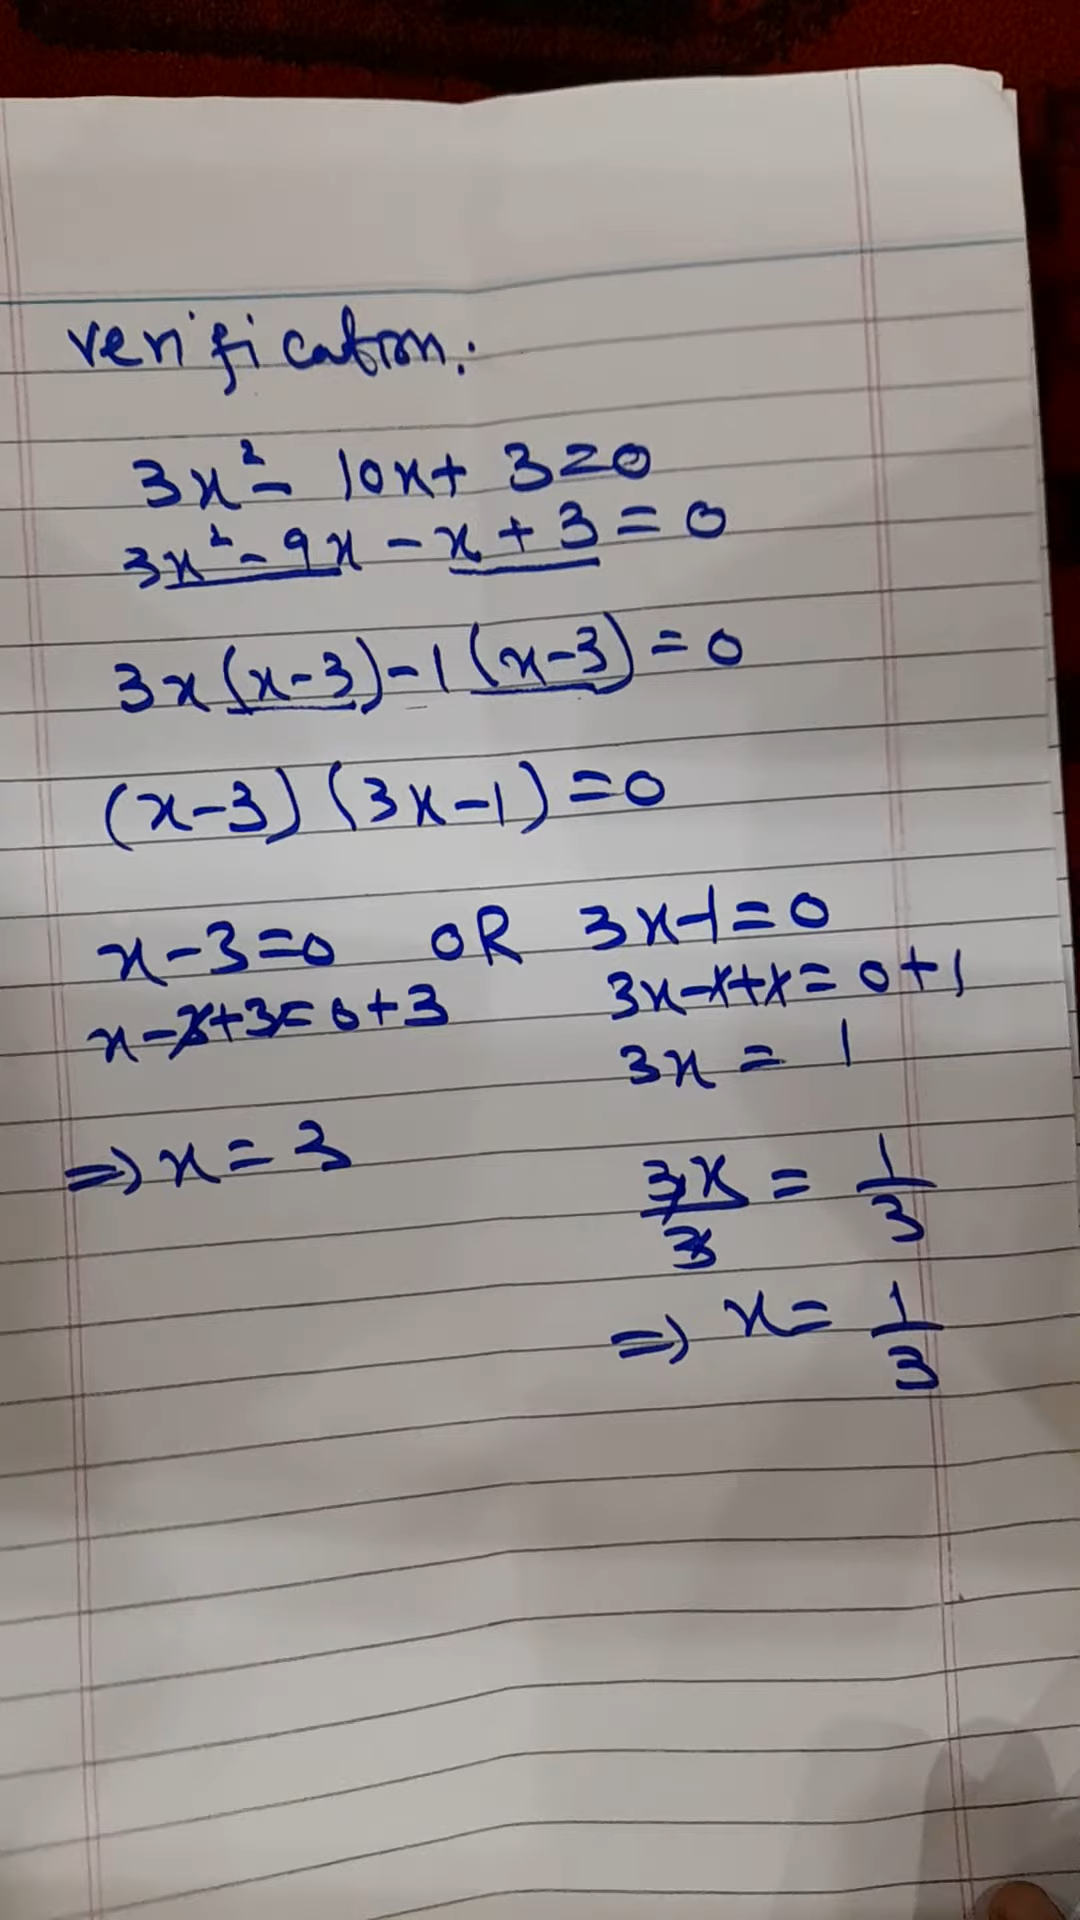 verification:
3x² - 10x + 3 = 0
3x² - 9x - x + 3 = 0
3x (x-3) - 1 (x-3) = 0
(x-3) (3x-1) = 0
x-3=0 OR 3x-1=0
x-3+3=0+3 3x-1+1=0+1
3x = 1
⇒ x = 3 3x/3 = 1/3
⇒ x = 1/3